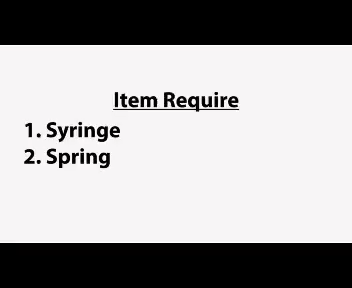 Item Require
1. Syringe
2. Spring